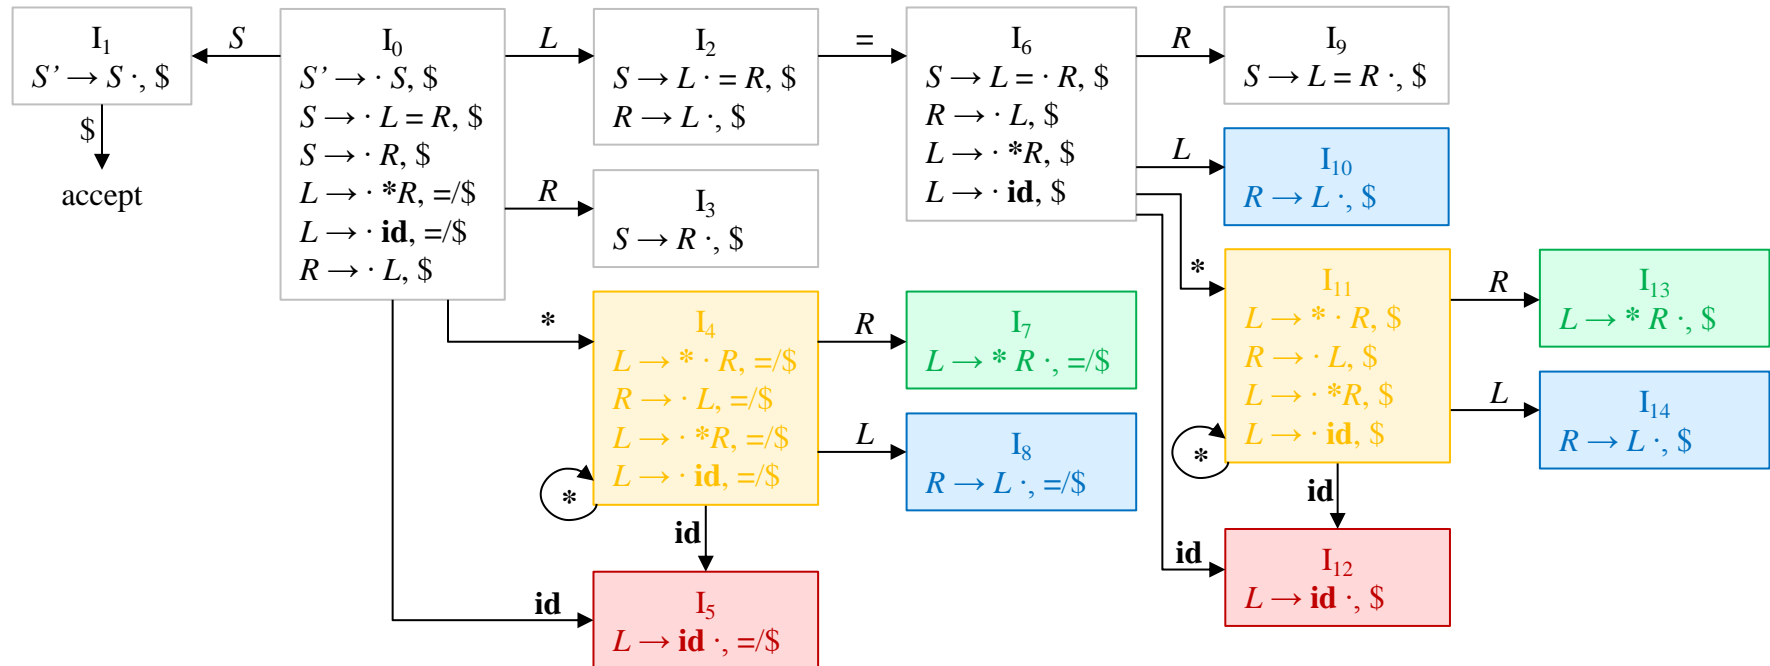 I₁
S’ → S ·, $
S
$
accept
I₀
S’ → · S, $
S → · L = R, $
S → · R, $
L → · *R, =/$
L → · id, =/$
R → · L, $
L
I₂
S → L · = R, $
R → L ·, $
=
I₆
S → L = · R, $
R → · L, $
L → · *R, $
L → · id, $
R
I₉
S → L = R ·, $
L
I₁₀
R → L ·, $
R
I₃
S → R ·, $
*
I₄
L → * · R, =/$
R → · L, =/$
L → · *R, =/$
L → · id, =/$
*
R
I₇
L → * R ·, =/$
L
I₈
R → L ·, =/$
id
id
I₅
L → id ·, =/$
*
I₁₁
L → * · R, $
R → · L, $
L → · *R, $
L → · id, $
*
R
I₁₃
L → * R ·, $
L
I₁₄
R → L ·, $
id
id
I₁₂
L → id ·, $